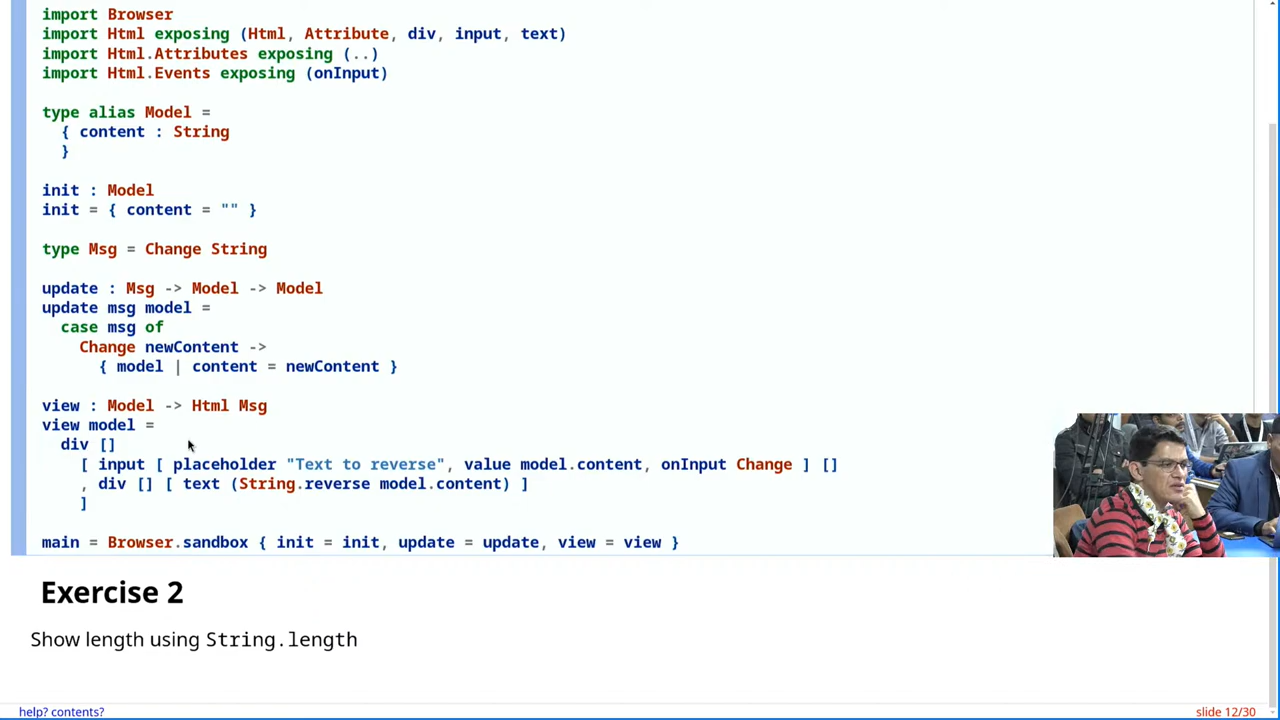 import Browser
import Html exposing (Html, Attribute, div, input, text)
import Html.Attributes exposing (..)
import Html.Events exposing (onInput)
type alias Model =
{ content : String
}
init : Model
init = { content = "" }
type Msg = Change String
update : Msg -> Model -> Model
update msg model =
case msg of
Change newContent ->
{ model | content = newContent }
view : Model -> Html Msg
view model =
div []
[ input [ placeholder "Text to reverse", value model.content, onInput Change ] []
, div [] [ text (String.reverse model.content) ]
]
main = Browser.sandbox { init = init, update = update, view = view }
Exercise 2
Show length using String.length
help? contents?
slide 12/30